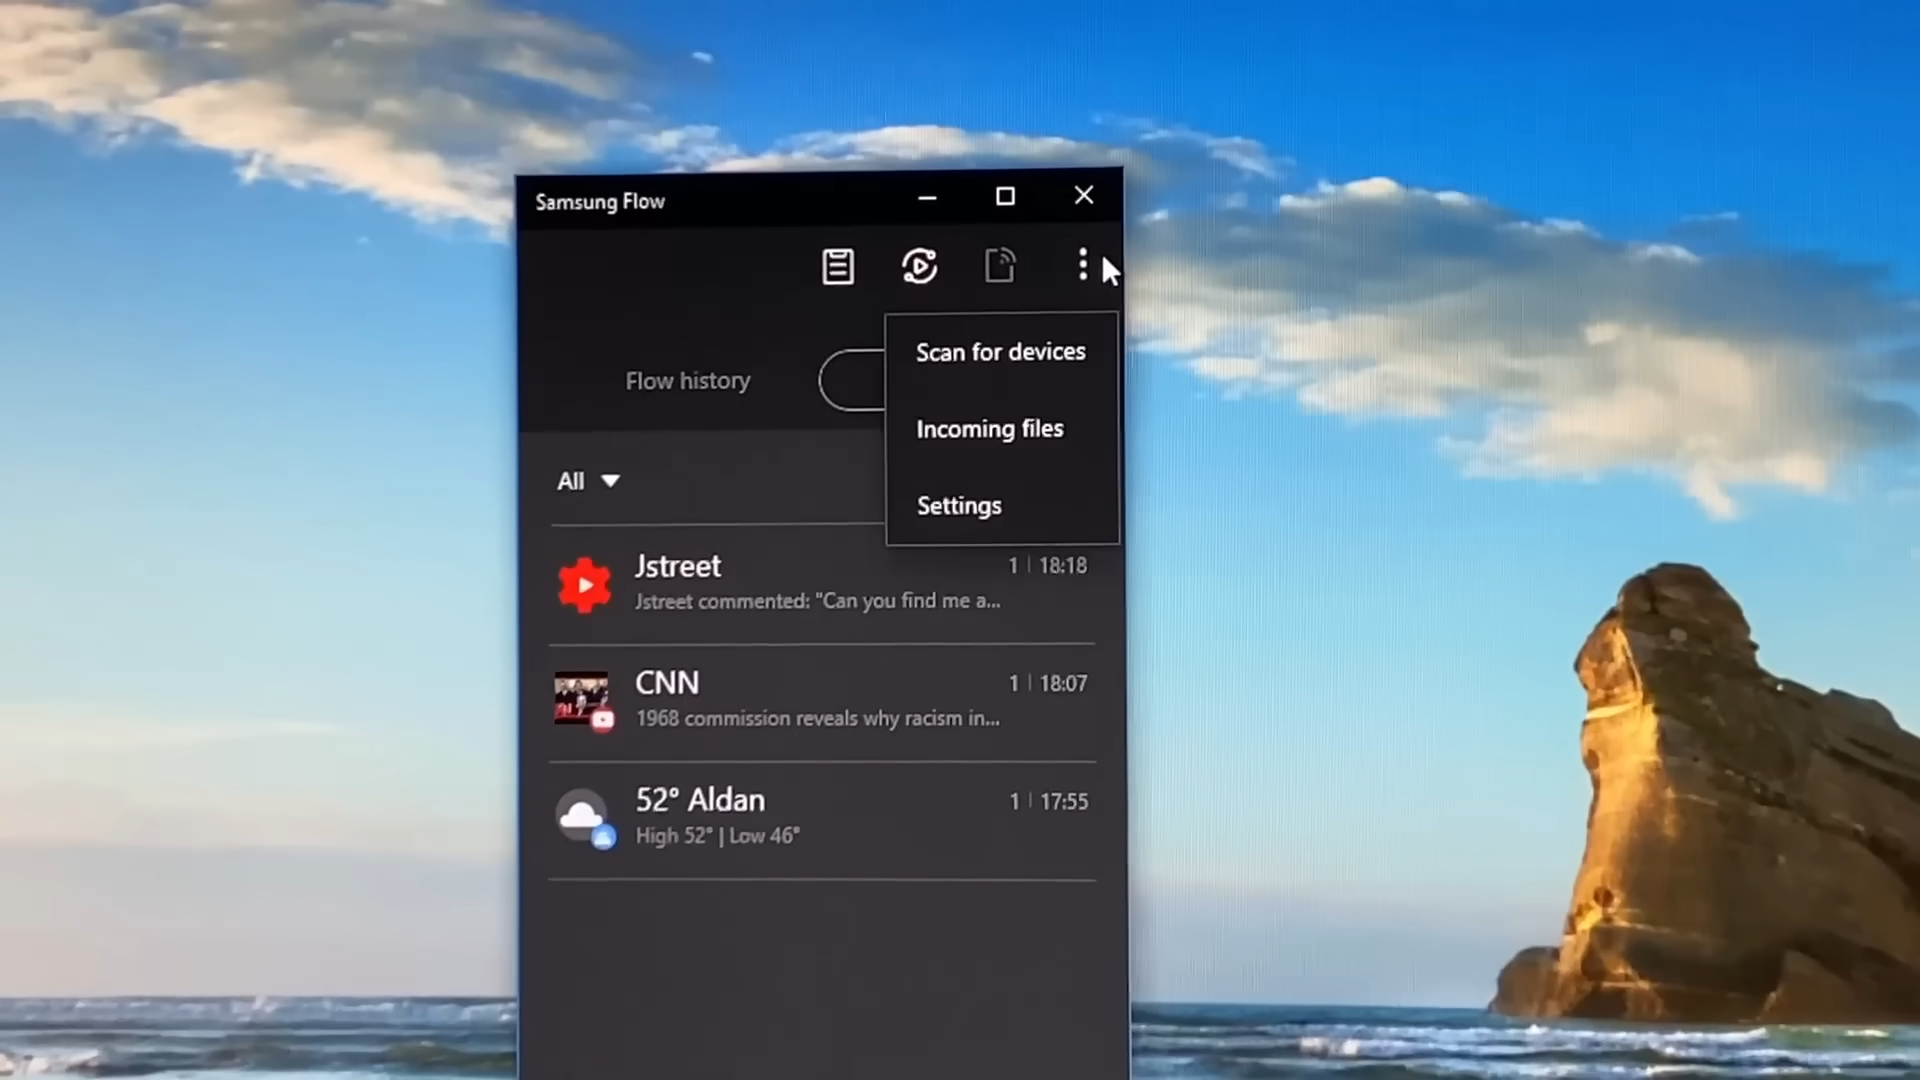 Samsung Flow
Scan for devices
Flow history
Incoming files
All
Settings
Jstreet
1 | 18:18
Jstreet commented: "Can you find me a...
CNN
1 | 18:07
1968 commission reveals why racism in...
52° Aldan
1 | 17:55
High 52° | Low 46°